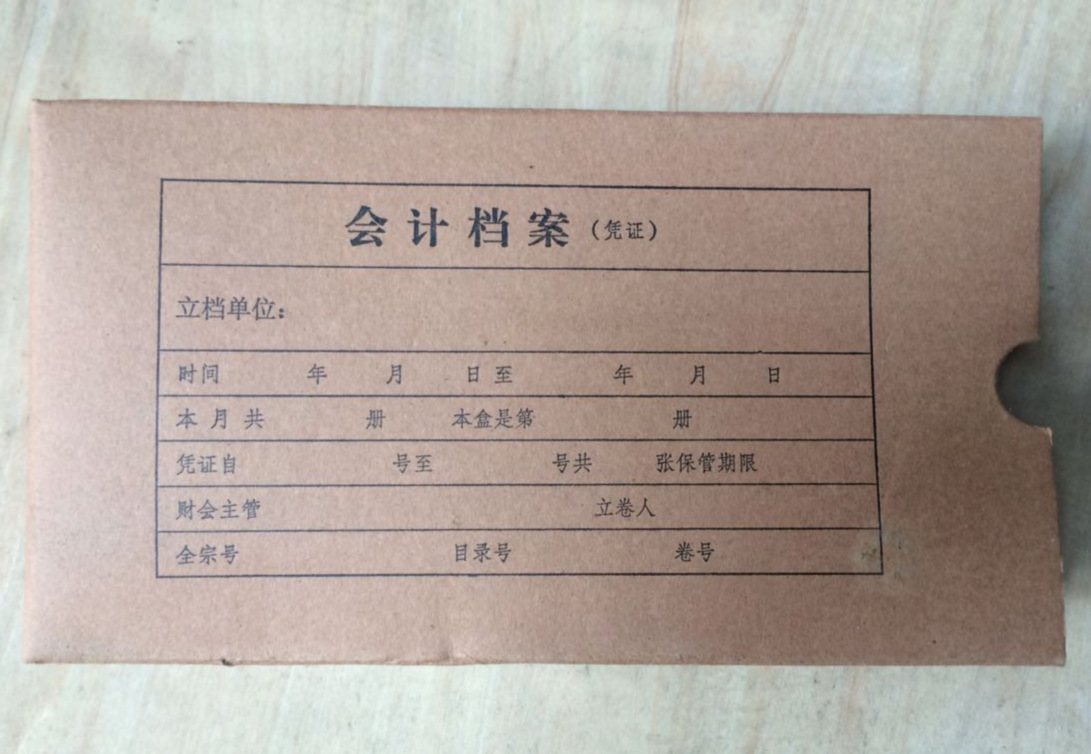 会计档案（凭证）
立档单位：
时间 年 月 日至 年 月 日
本月共 册 本盒是第 册
凭证自 号至 号共 张保管期限
财会主管 立卷人
全宗号 目录号 卷号